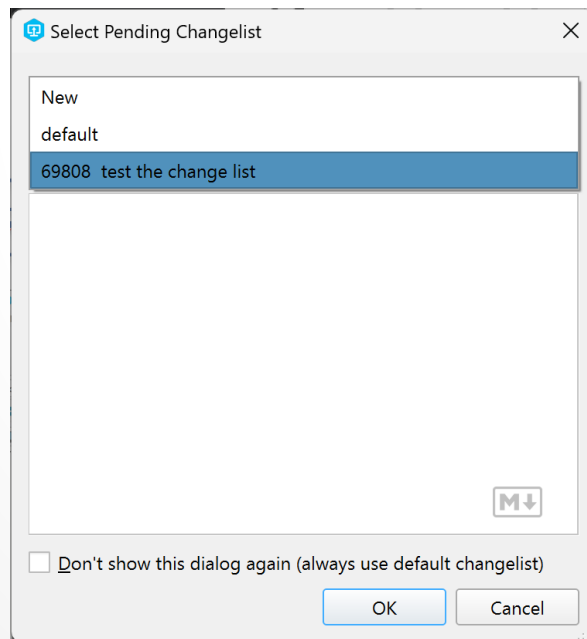 Select Pending Changelist
New
default
69808 test the change list
M
Don't show this dialog again (always use default changelist)
OK
Cancel